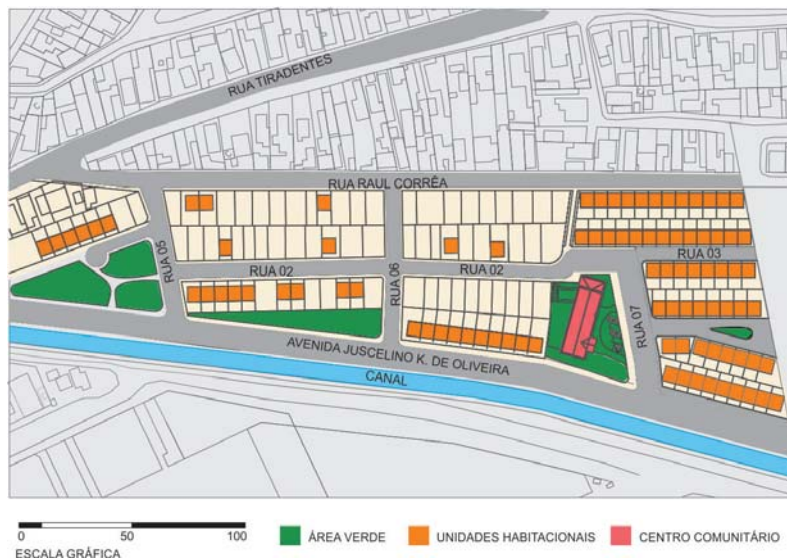 RUA TIRADENTES
RUA RAUL CORRÊA
RUA 05
RUA 02
RUA 06
RUA 02
RUA 03
RUA 07
AVENIDA JUSCELINO K. DE OLIVEIRA
CANAL
0 50 100
ESCALA GRÁFICA
ÁREA VERDE
UNIDADES HABITACIONAIS
CENTRO COMUNITÁRIO